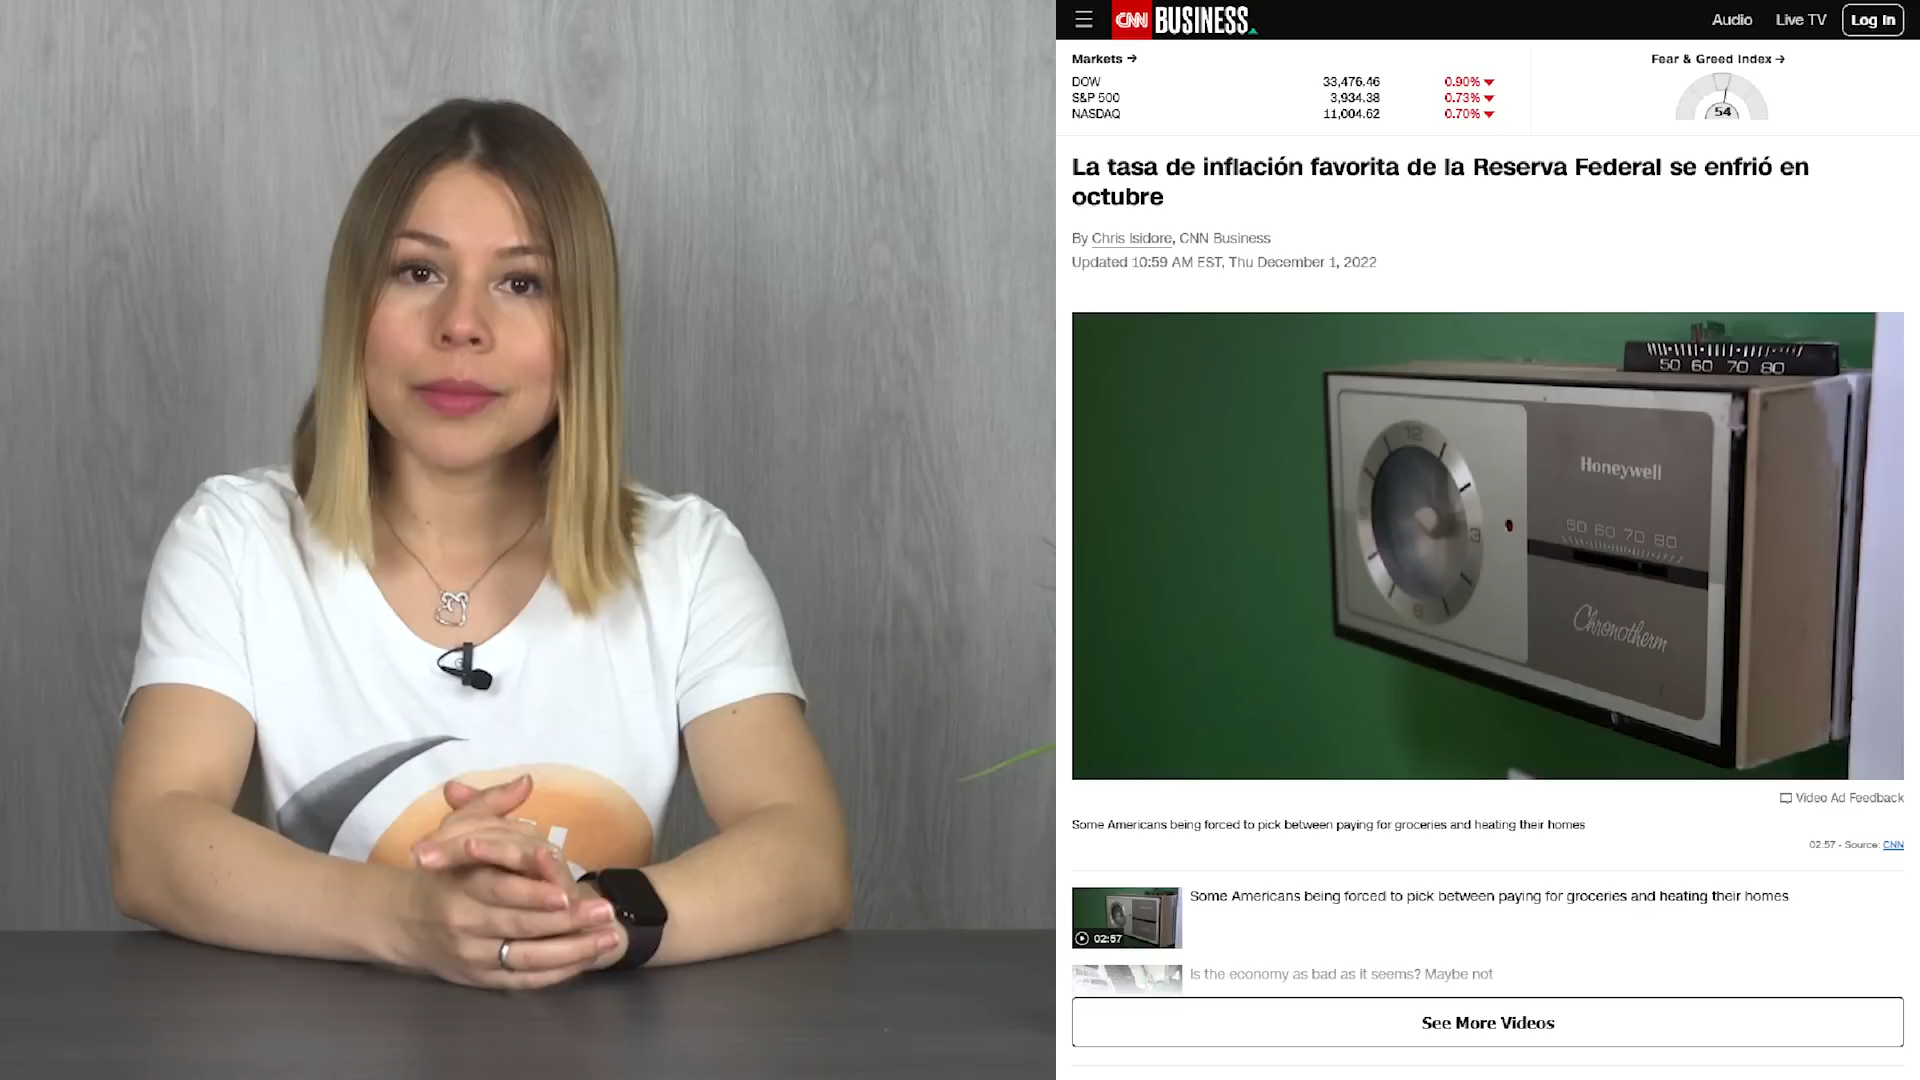 CNN BUSINESS
Audio
Live TV
Log In
Markets →
DOW 33,476.46 0.90%
S&P 500 3,934.38 0.73%
NASDAQ 11,004.62 0.70%
Fear & Greed Index →
54
La tasa de inflación favorita de la Reserva Federal se enfrió en
octubre
By Chris Isidore, CNN Business
Updated 10:59 AM EST, Thu December 1, 2022
50 60 70 80
12
3
6
Honeywell
50 60 70 80
Chronotherm
Video Ad Feedback
Some Americans being forced to pick between paying for groceries and heating their homes
02:57 - Source: CNN
Some Americans being forced to pick between paying for groceries and heating their homes
02:57
Is the economy as bad as it seems? Maybe not
See More Videos